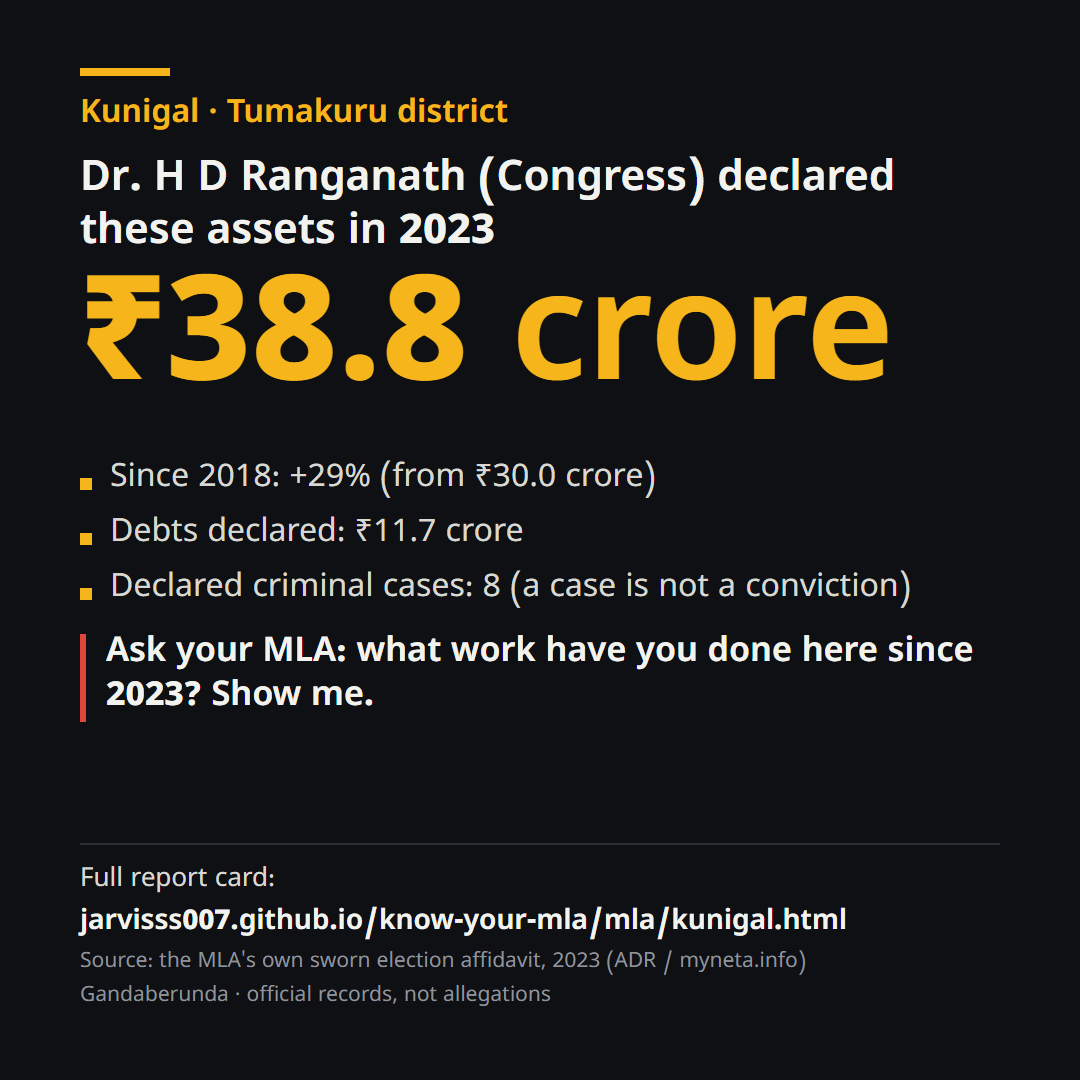 Kunigal · Tumakuru district
Dr. H D Ranganath (Congress) declared
these assets in 2023
₹38.8 crore
Since 2018: +29% (from ₹30.0 crore)
Debts declared: ₹11.7 crore
Declared criminal cases: 8 (a case is not a conviction)
Ask your MLA: what work have you done here since
2023? Show me.
Full report card:
jarvisss007.github.io/know-your-mla/mla/kunigal.html
Source: the MLA's own sworn election affidavit, 2023 (ADR / myneta.info)
Gandaberunda · official records, not allegations